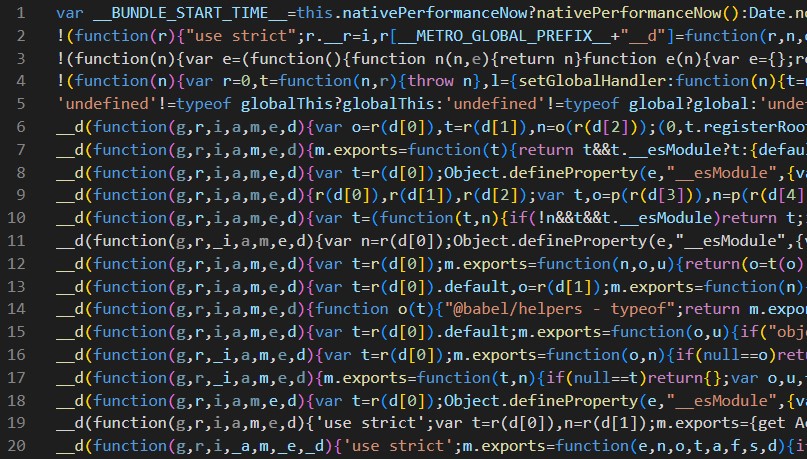 1 var __BUNDLE_START_TIME__=this.nativePerformanceNow?nativePerformanceNow():Date.no
2 !(function(r){"use strict";r.__r=i,r[__METRO_GLOBAL_PREFIX__+"__d"]=function(r,n,o
3 !(function(n){var e=(function(){function n(n,e){return n}function e(n){var e={};r
4 !(function(n){var r=0,t=function(n,r){throw n},l={setGlobalHandler:function(n){t=
5 'undefined'!=typeof globalThis?globalThis:'undefined'!=typeof global?global:'unde
6 __d(function(g,r,i,a,m,e,d){var o=r(d[0]),t=r(d[1]),n=o(r(d[2]));(0,t.registerRoo
7 __d(function(g,r,i,a,m,e,d){m.exports=function(t){return t&&t.__esModule?t:{defau
8 __d(function(g,r,i,a,m,e,d){var t=r(d[0]);Object.defineProperty(e,"__esModule",{va
9 __d(function(g,r,i,a,m,e,d){r(d[0]),r(d[1]),r(d[2]);var t,o=p(r(d[3])),n=p(r(d[4]
10 __d(function(g,r,i,a,m,e,d){var t=(function(t,n){if(!n&&t&&t.__esModule)return t;
11 __d(function(g,r,_i,a,m,e,d){var n=r(d[0]);Object.defineProperty(e,"__esModule",{v
12 __d(function(g,r,i,a,m,e,d){var t=r(d[0]);m.exports=function(n,o,u){return(o=t(o)
13 __d(function(g,r,i,a,m,e,d){var t=r(d[0]).default,o=r(d[1]);m.exports=function(n)
14 __d(function(g,r,i,a,m,e,d){function o(t){"@babel/helpers - typeof";return m.expo
15 __d(function(g,r,i,a,m,e,d){var t=r(d[0]).default;m.exports=function(o,u){if("obj
16 __d(function(g,r,_i,a,m,e,d){var t=r(d[0]);m.exports=function(o,n){if(null==o)ret
17 __d(function(g,r,_i,a,m,e,d){m.exports=function(t,n){if(null==t)return{};var o,u,
18 __d(function(g,r,i,a,m,e,d){var t=r(d[0]);Object.defineProperty(e,"__esModule",{va
19 __d(function(g,r,i,a,m,e,d){'use strict';var t=r(d[0]),n=r(d[1]);m.exports={get A
20 __d(function(g,r,i,_a,m,_e,_d){'use strict';m.exports=function(e,n,o,t,a,f,s,d){i